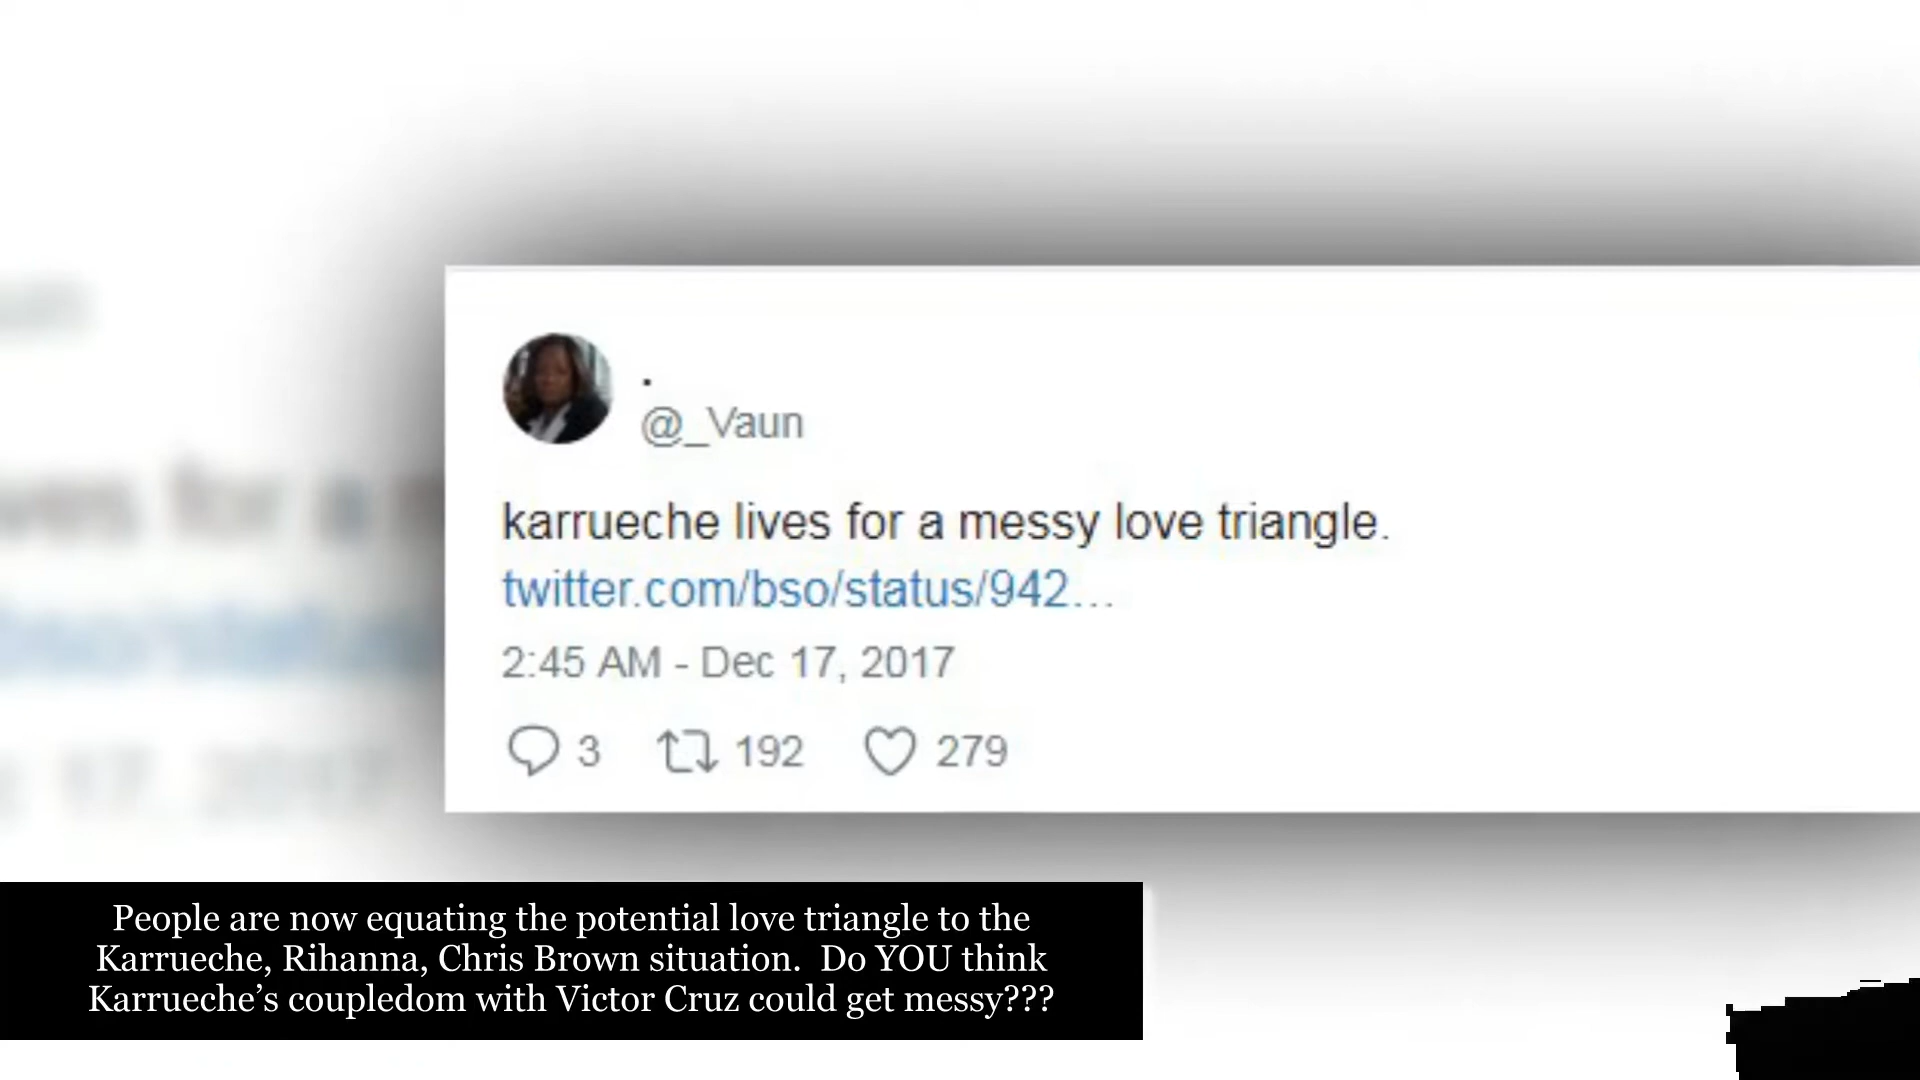 .
@_Vaun
karrueche lives for a messy love triangle.
twitter.com/bso/status/942...
2:45 AM - Dec 17, 2017
3 192 279
People are now equating the potential love triangle to the
Karrueche, Rihanna, Chris Brown situation.  Do YOU think
Karrueche’s coupledom with Victor Cruz could get messy???